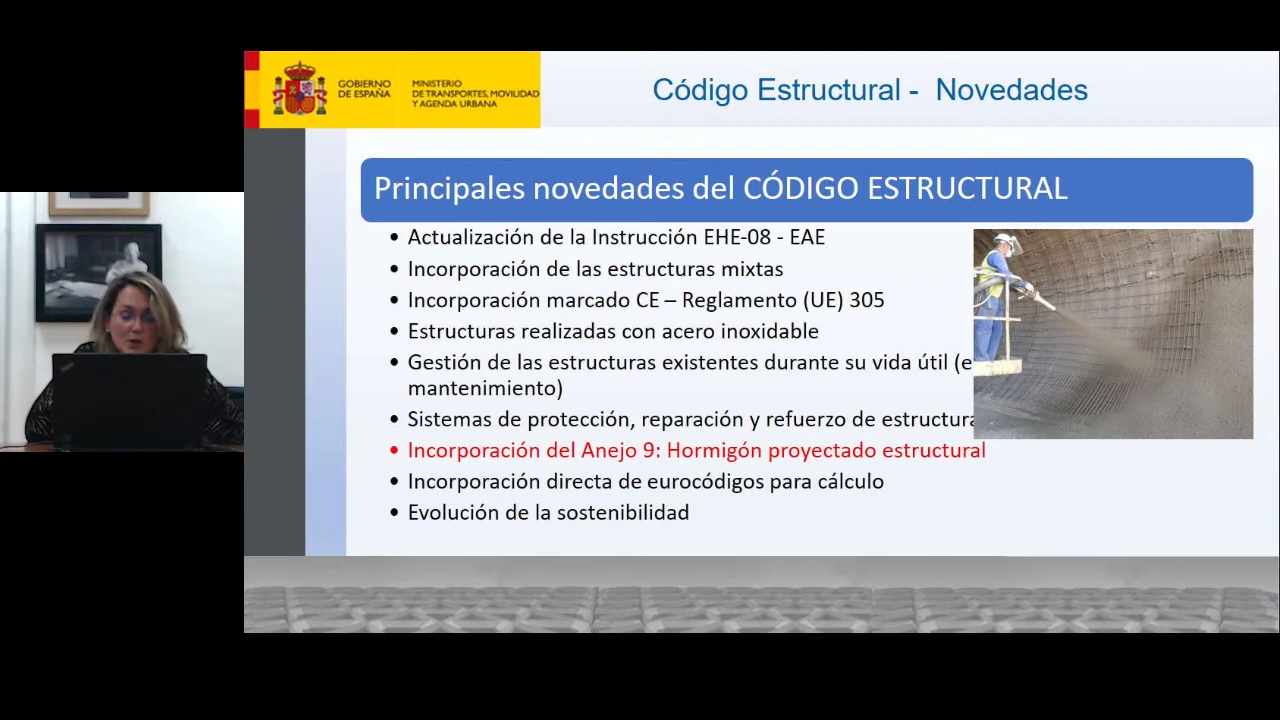 GOBIERNO
DE ESPAÑA
MINISTERIO
DE TRANSPORTES, MOVILIDAD
Y AGENDA URBANA
Código Estructural - Novedades
Principales novedades del CÓDIGO ESTRUCTURAL
• Actualización de la Instrucción EHE-08 - EAE
• Incorporación de las estructuras mixtas
• Incorporación marcado CE – Reglamento (UE) 305
• Estructuras realizadas con acero inoxidable
• Gestión de las estructuras existentes durante su vida útil (e
mantenimiento)
• Sistemas de protección, reparación y refuerzo de estructura
• Incorporación del Anejo 9: Hormigón proyectado estructural
• Incorporación directa de eurocódigos para cálculo
• Evolución de la sostenibilidad